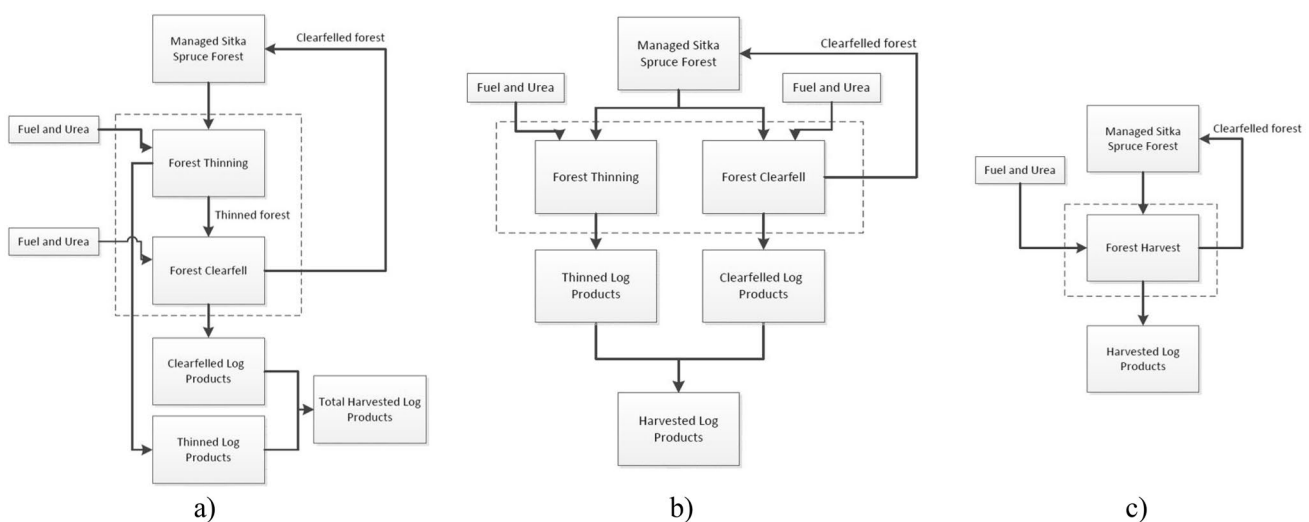 Managed Sitka
Spruce Forest
Clearfelled forest
Fuel and Urea
Forest Thinning
Thinned forest
Fuel and Urea
Forest Clearfell
Clearfelled Log
Products
Total Harvested Log
Products
Thinned Log
Products
a)
Managed Sitka
Spruce Forest
Clearfelled forest
Fuel and Urea
Fuel and Urea
Forest Thinning
Forest Clearfell
Thinned Log
Products
Clearfelled Log
Products
Harvested Log
Products
b)
Managed Sitka
Spruce Forest
Clearfelled forest
Fuel and Urea
Forest Harvest
Harvested Log
Products
c)